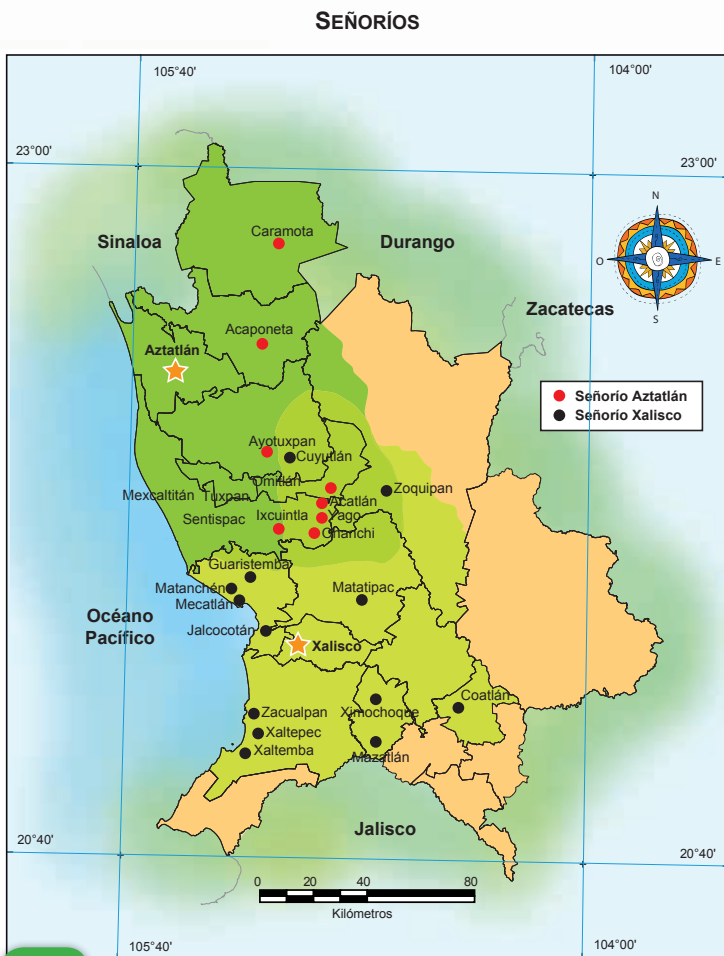 SEÑORÍOS
105°40'
104°00'
23°00'
23°00'
N
O
E
S
Sinaloa
Caramota
Durango
Zacatecas
Acaponeta
Aztatlán
Señorío Aztatlán
Señorío Xalisco
Ayotuxpan
Cuyutlán
Omitlán
Zoquipan
Mexcaltitán
Tuxpan
Acatlán
Ixcuintla
Yago
Sentispac
Chanchi
Guaristemba
Matanchén
Matatipac
Mecatlán
Océano
Pacífico
Jalcocotán
Xalisco
Coatlán
Zacualpan
Ximochoque
Xaltepec
Xaltemba
Mazatlán
Jalisco
20°40'
20°40'
0 20 40 80
Kilómetros
105°40'
104°00'